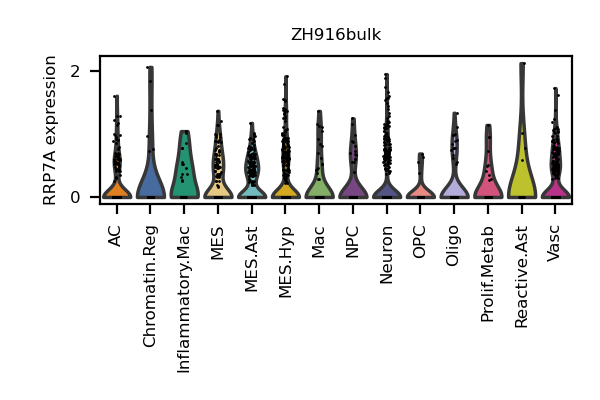 ZH916bulk
RRP7A expression
2
0
AC
Chromatin.Reg
Inflammatory.Mac
MES
MES.Ast
MES.Hyp
Mac
NPC
Neuron
OPC
Oligo
Prolif.Metab
Reactive.Ast
Vasc